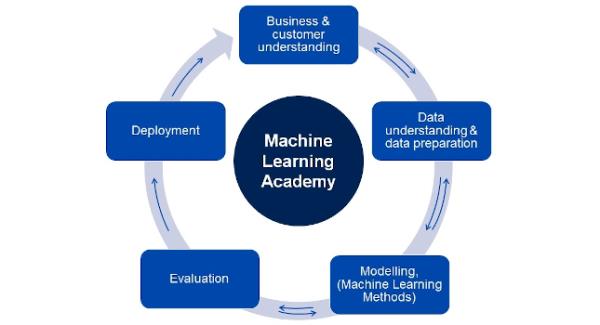 Business &
customer
understanding
Data
understanding &
data preparation
Modelling,
(Machine Learning
Methods)
Evaluation
Deployment
Machine
Learning
Academy